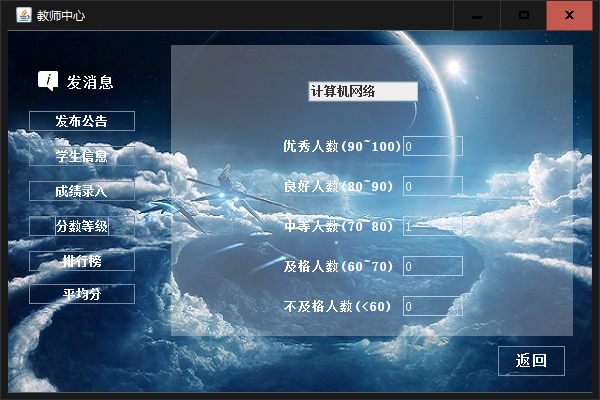 教师中心
发消息
发布公告
学生信息
成绩录入
分数等级
排行榜
平均分
计算机网络
优秀人数(90~100) 0
良好人数(80~90) 0
中等人数(70~80) 1
及格人数(60~70) 0
不及格人数(<60) 0
返回